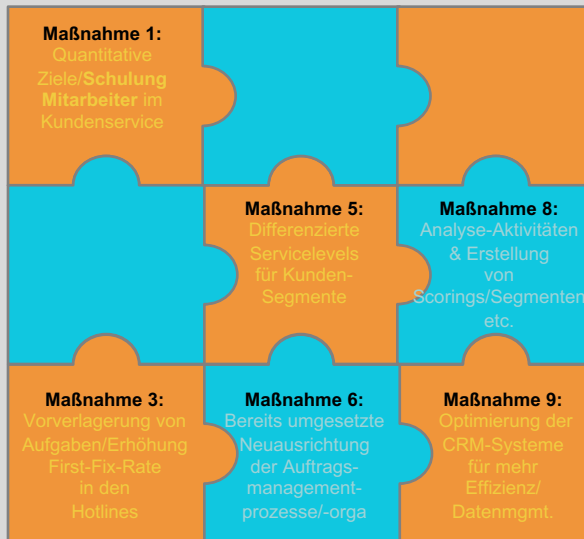 Maßnahme 1:
Quantitative
Ziele/Schulung
Mitarbeiter im
Kundenservice
Maßnahme 5:
Differenzierte
Servicelevels
für Kunden-
Segmente
Maßnahme 8:
Analyse-Aktivitäten
& Erstellung
von
Scorings/Segmenten
etc.
Maßnahme 3:
Vorverlagerung von
Aufgaben/Erhöhung
First-Fix-Rate
in den
Hotlines
Maßnahme 6:
Bereits umgesetzte
Neuausrichtung
der Auftrags-
management-
prozesse/-orga
Maßnahme 9:
Optimierung der
CRM-Systeme
für mehr
Effizienz/
Datenmgmt.